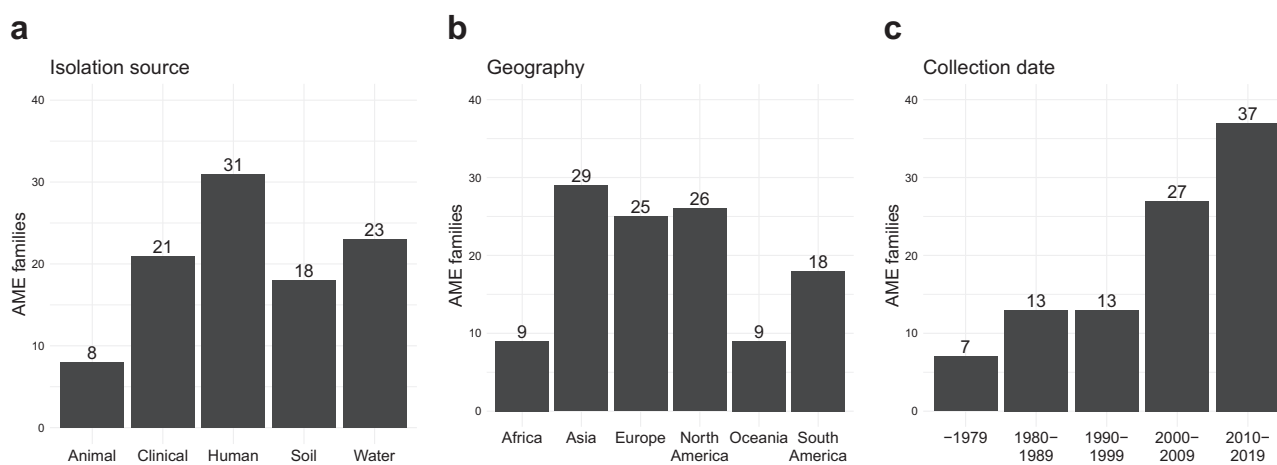 a
Isolation source
AME families
40
30
20
10
0
8
21
31
18
23
Animal
Clinical
Human
Soil
Water
b
Geography
AME families
40
30
20
10
0
9
29
25
26
9
18
Africa
Asia
Europe
North
America
Oceania
South
America
c
Collection date
AME families
40
30
20
10
0
7
13
13
27
37
−1979
1980−
1989
1990−
1999
2000−
2009
2010−
2019